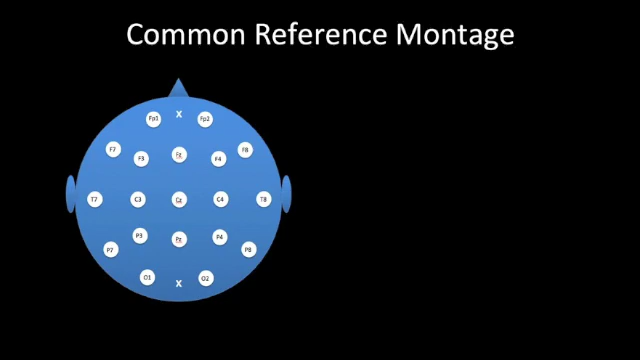 Common Reference Montage
X
Fp1 Fp2
F7 F8
F3 Fz F4
T7 C3 Cz C4 T8
P3 Pz P4
P7 P8
O1 O2
X